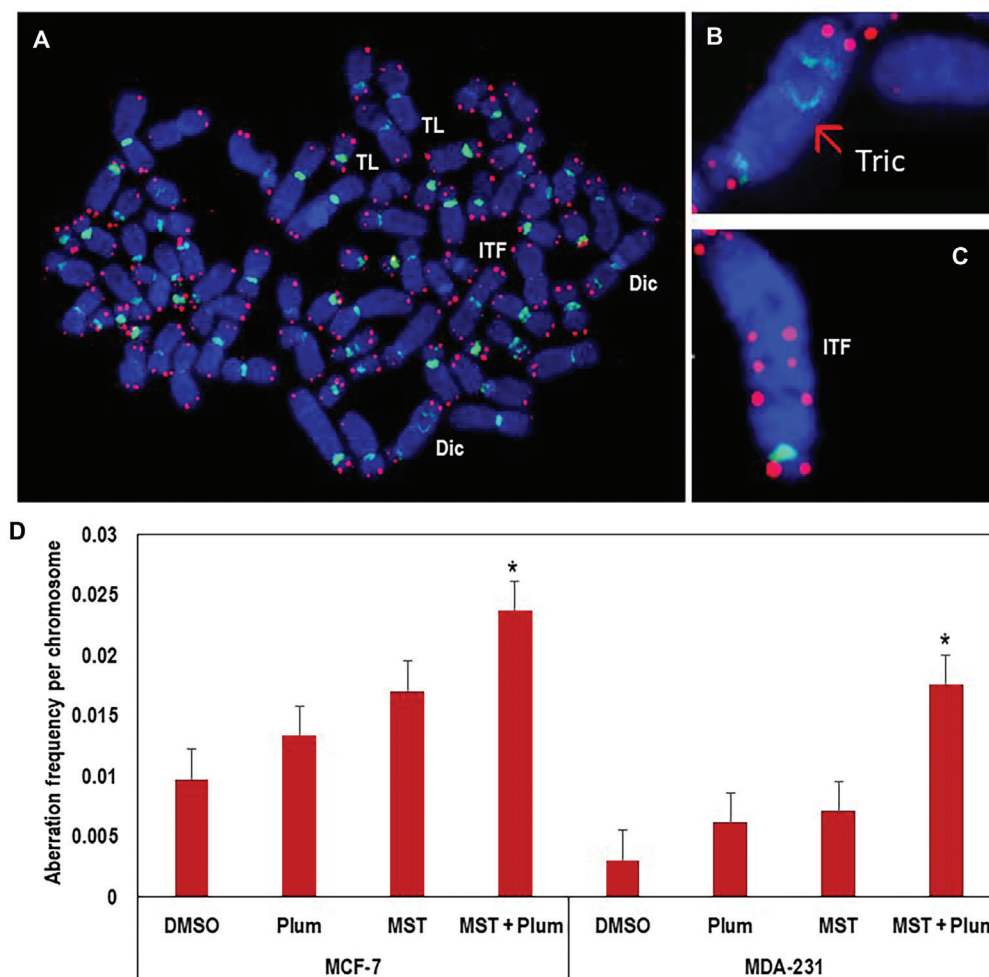 A
TL
TL
ITF
Dic
Dic
B
Tric
C
ITF
D
Aberration frequency per chromosome
0.03
0.025
0.02
0.015
0.01
0.005
0
*
*
DMSO Plum MST MST + Plum DMSO Plum MST MST + Plum
MCF-7 MDA-231